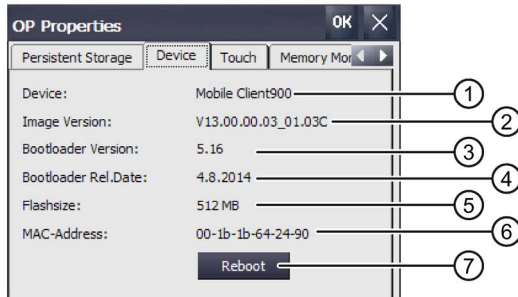 OP Properties OK
Persistent Storage Device Touch Memory Mor
Device: Mobile Client900 1
Image Version: V13.00.00.03_01.03C 2
Bootloader Version: 5.16 3
Bootloader Rel.Date: 4.8.2014 4
Flashsize: 512 MB 5
MAC-Address: 00-1b-1b-64-24-90 6
Reboot 7